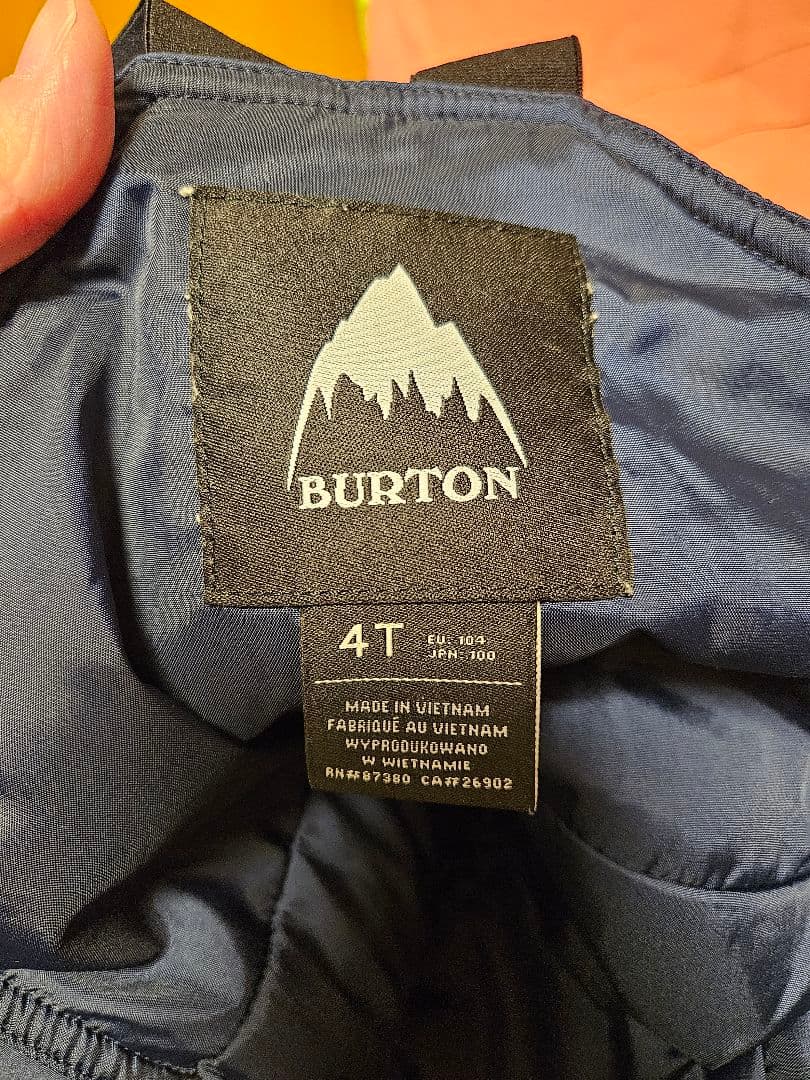 BURTON
4T
EU: 104
JPN: 100
MADE IN VIETNAM
FABRIQUÉ AU VIETNAM
WYPRODUKOWANO
W WIETNAMIE
RN#87380 CA#26902